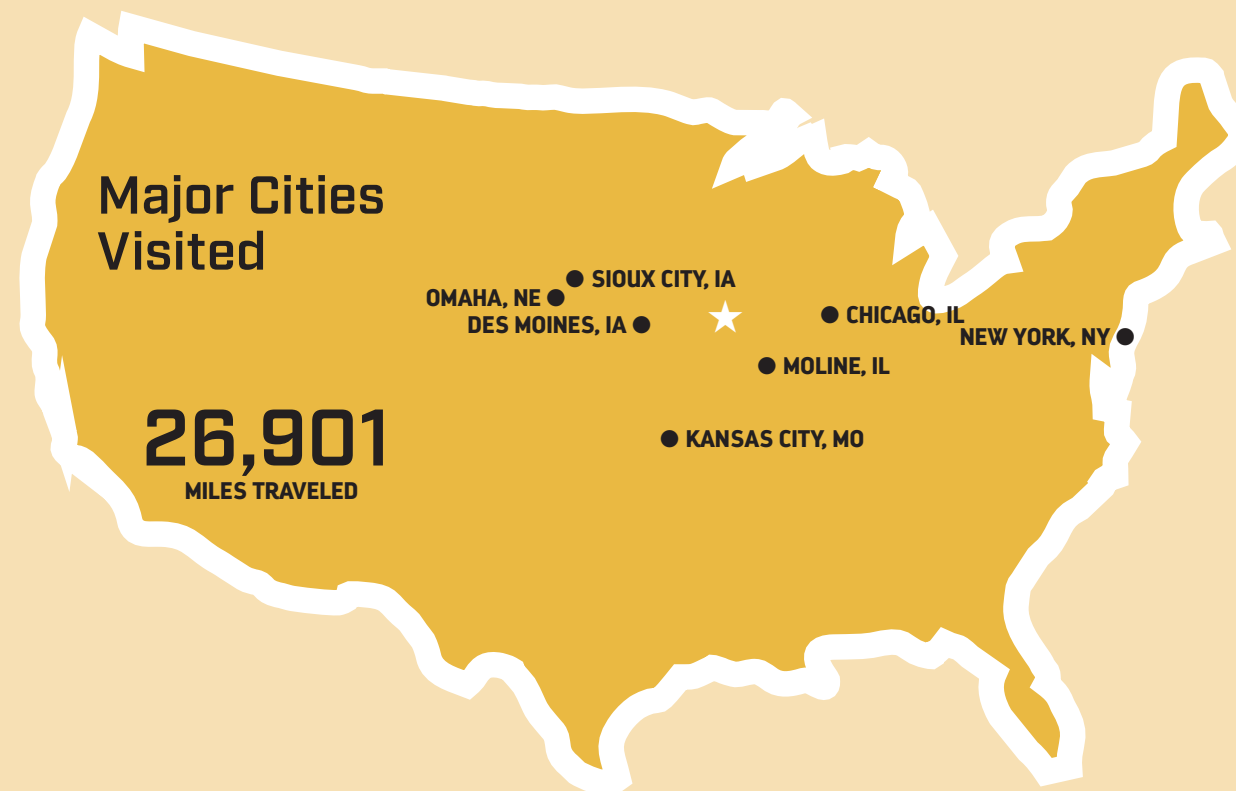 Major Cities
Visited
SIOUX CITY, IA
OMAHA, NE
DES MOINES, IA
CHICAGO, IL
NEW YORK, NY
MOLINE, IL
KANSAS CITY, MO
26,901
MILES TRAVELED